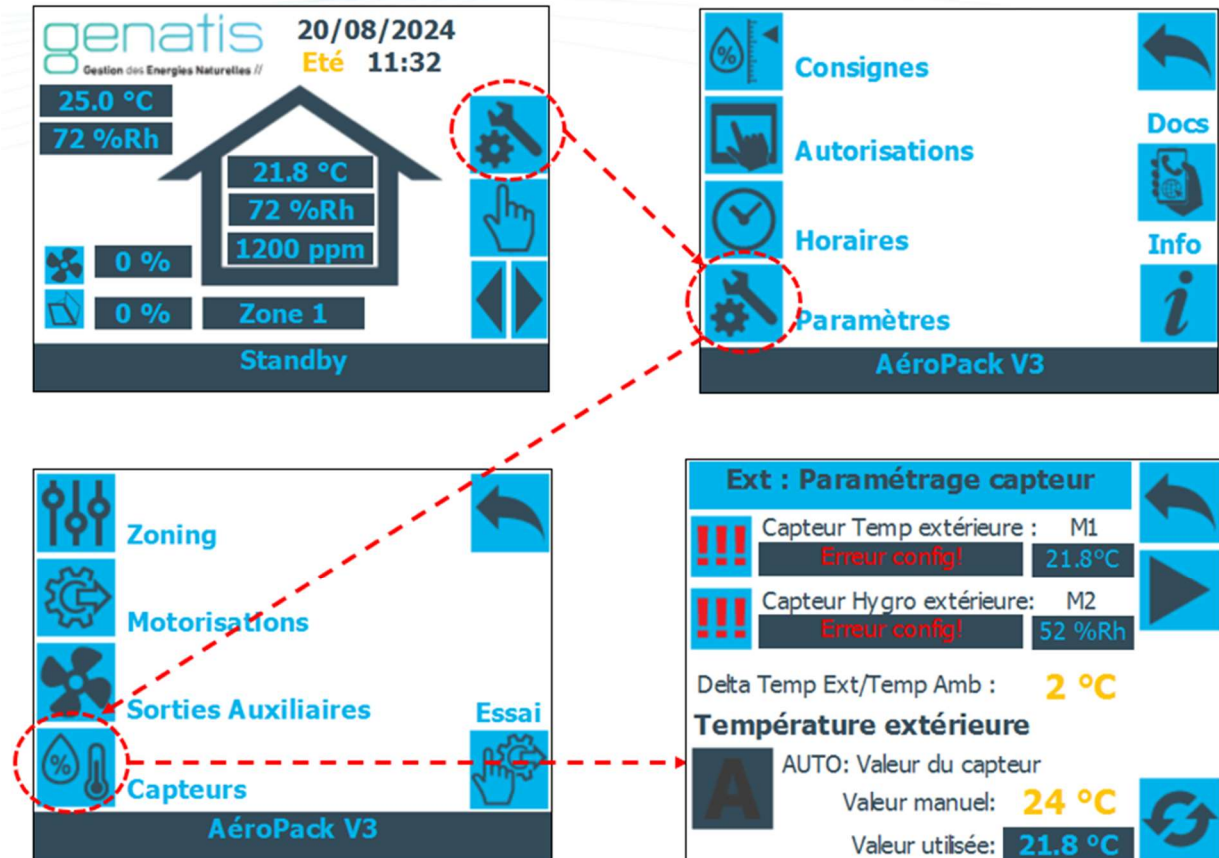 genatis
Gestion des Energies Naturelles //
20/08/2024
Eté 11:32
25.0 °C
72 %Rh
21.8 °C
72 %Rh
1200 ppm
0 %
0 % Zone 1
Standby
%
Consignes
Autorisations
Docs
Horaires
Info
i
Paramètres
AéroPack V3
Zoning
Motorisations
Sorties Auxiliaires
Essai
%
Capteurs
AéroPack V3
Ext : Paramétrage capteur
!!! Capteur Temp extérieure : M1
Erreur config! 21.8°C
!!! Capteur Hygro extérieure: M2
Erreur config! 52 %Rh
Delta Temp Ext/Temp Amb : 2 °C
Température extérieure
A AUTO: Valeur du capteur
Valeur manuel: 24 °C
Valeur utilisée: 21.8 °C